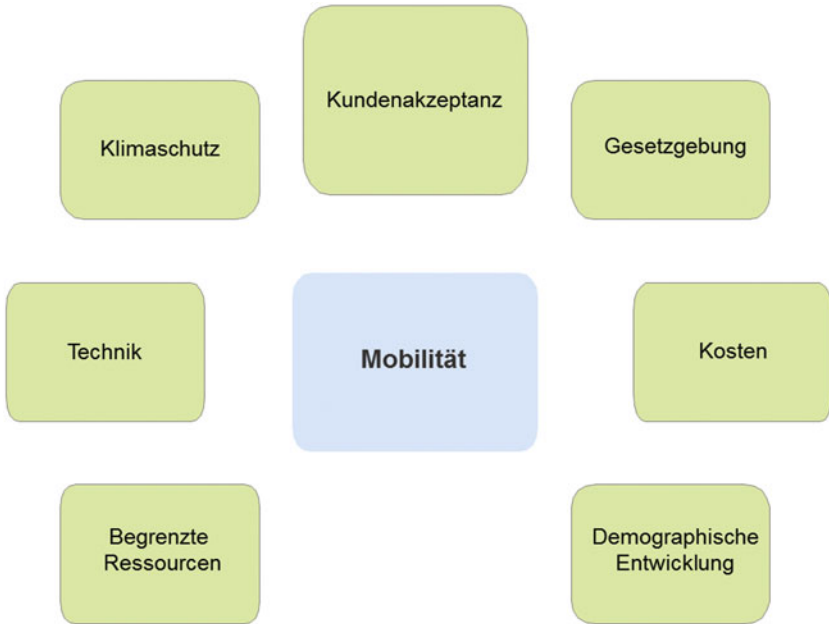 Kundenakzeptanz
Klimaschutz
Gesetzgebung
Technik
Mobilität
Kosten
Begrenzte
Ressourcen
Demographische
Entwicklung